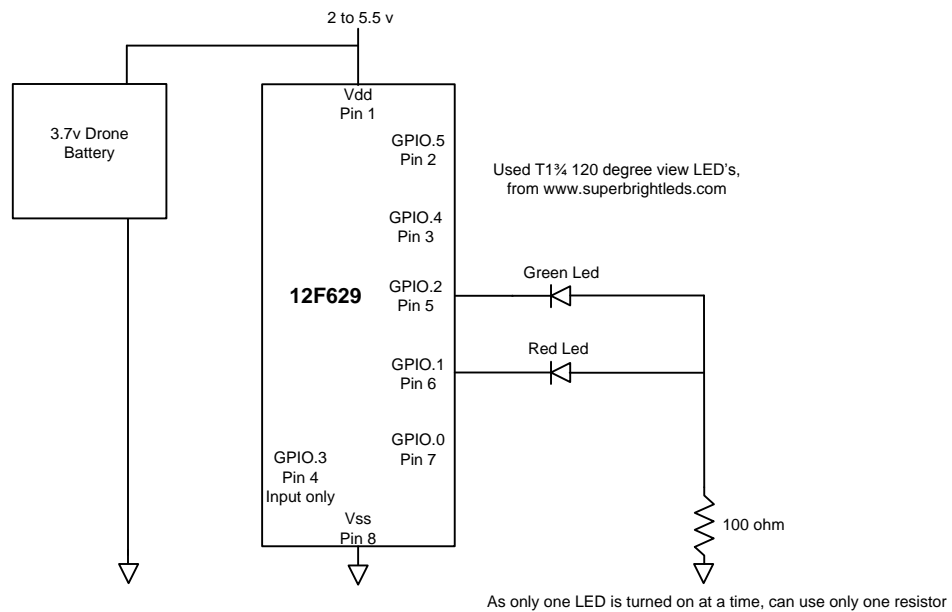 2 to 5.5 v
3.7v Drone
Battery
Vdd
Pin 1
GPIO.5
Pin 2
Used T1¾ 120 degree view LED's,
from www.superbrightleds.com
GPIO.4
Pin 3
12F629
GPIO.2
Pin 5
Green Led
GPIO.1
Pin 6
Red Led
GPIO.0
Pin 7
GPIO.3
Pin 4
Input only
Vss
Pin 8
100 ohm
As only one LED is turned on at a time, can use only one resistor